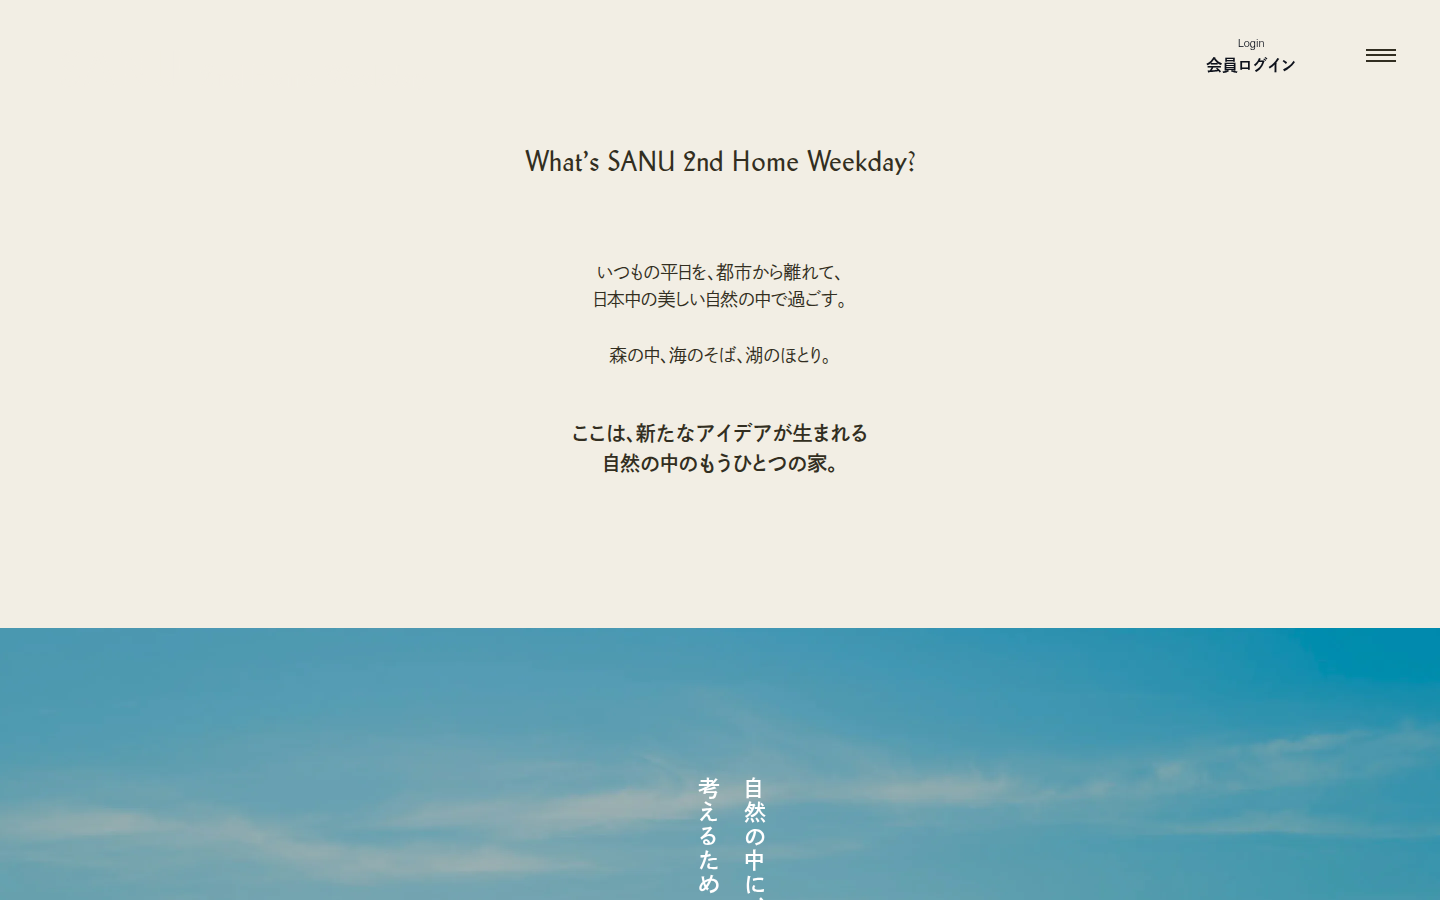 Login
会員ログイン
What's SANU 2nd Home Weekday?
いつもの平日を、都市から離れて、
日本中の美しい自然の中で過ごす。
森の中、海のそば、湖のほとり。
ここは、新たなアイデアが生まれる
自然の中のもうひとつの家。
自然の中に、
考えるため